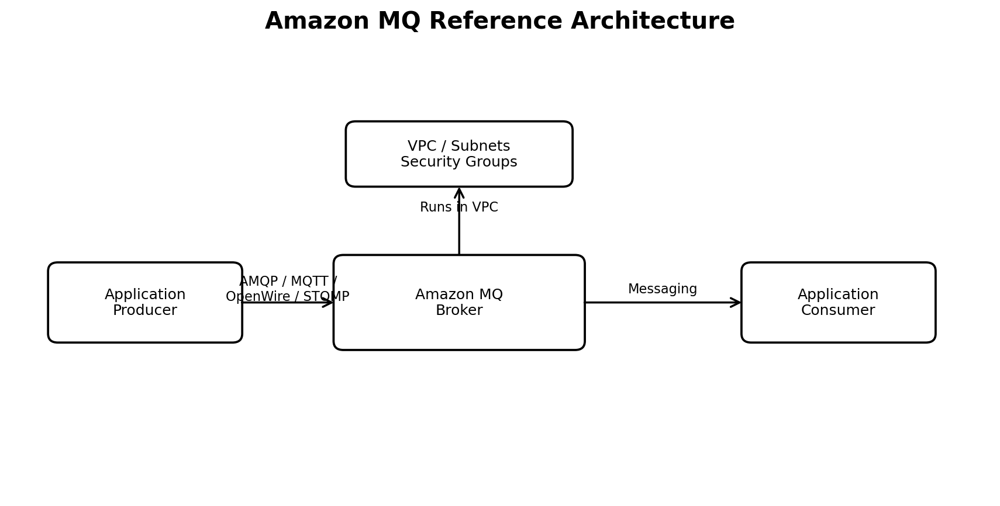 Amazon MQ Reference Architecture
VPC / Subnets
Security Groups
Runs in VPC
Application
Producer
AMQP / MQTT /
OpenWire / STOMP
Amazon MQ
Broker
Messaging
Application
Consumer